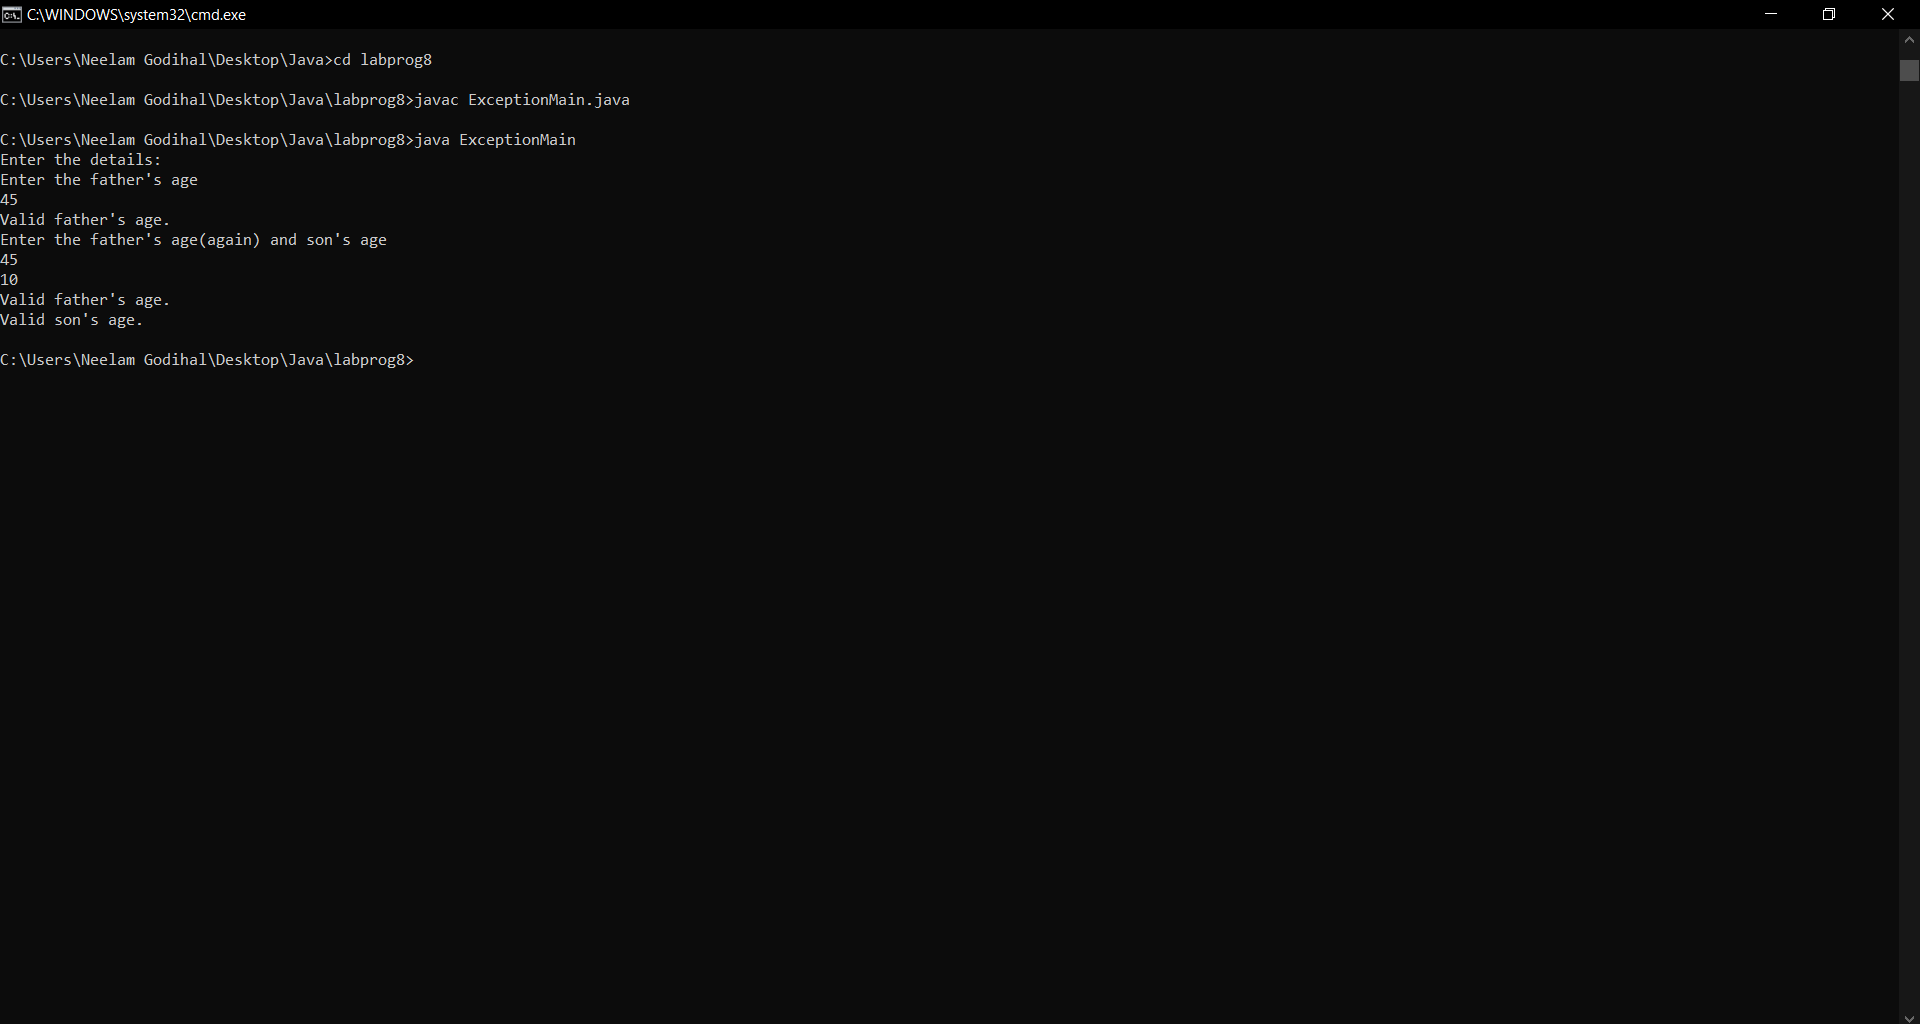 C:\WINDOWS\system32\cmd.exe
C:\Users\Neelam Godihal\Desktop\Java>cd labprog8
C:\Users\Neelam Godihal\Desktop\Java\labprog8>javac ExceptionMain.java
C:\Users\Neelam Godihal\Desktop\Java\labprog8>java ExceptionMain
Enter the details:
Enter the father's age
45
Valid father's age.
Enter the father's age(again) and son's age
45
10
Valid father's age.
Valid son's age.
C:\Users\Neelam Godihal\Desktop\Java\labprog8>